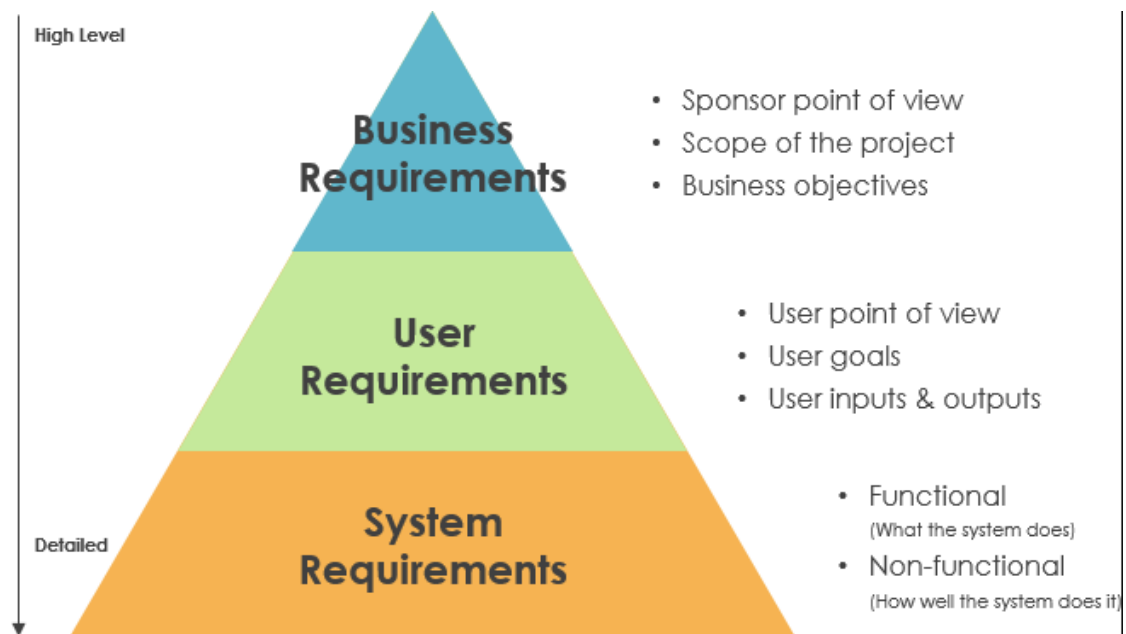 High Level
Business
Requirements
• Sponsor point of view
• Scope of the project
• Business objectives
User
Requirements
• User point of view
• User goals
• User inputs & outputs
Detailed
System
Requirements
• Functional
(What the system does)
• Non-functional
(How well the system does it)